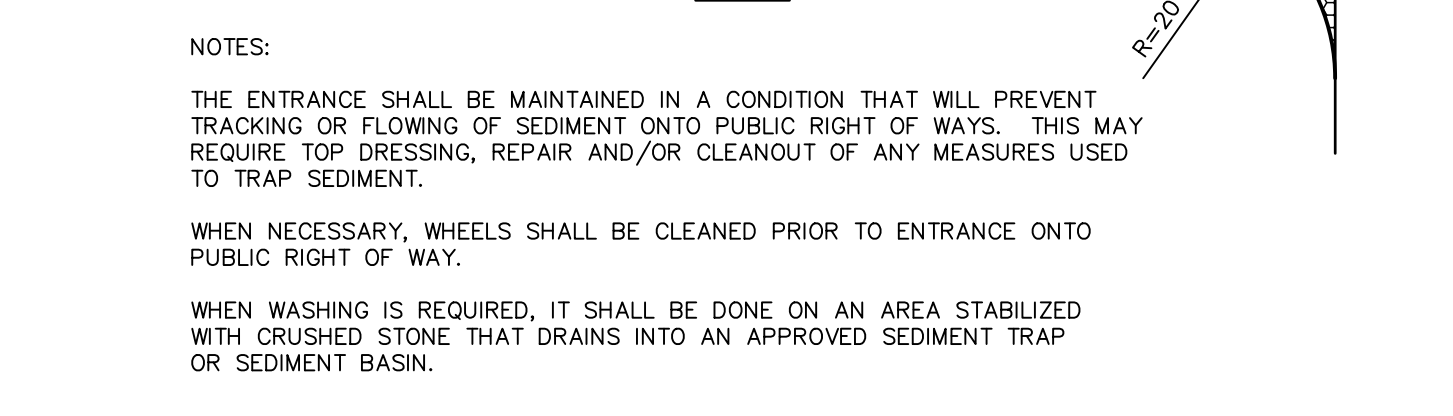 NOTES:
THE ENTRANCE SHALL BE MAINTAINED IN A CONDITION THAT WILL PREVENT
TRACKING OR FLOWING OF SEDIMENT ONTO PUBLIC RIGHT OF WAYS.  THIS MAY
REQUIRE TOP DRESSING, REPAIR AND/OR CLEANOUT OF ANY MEASURES USED
TO TRAP SEDIMENT.
WHEN NECESSARY, WHEELS SHALL BE CLEANED PRIOR TO ENTRANCE ONTO
PUBLIC RIGHT OF WAY.
WHEN WASHING IS REQUIRED, IT SHALL BE DONE ON AN AREA STABILIZED
WITH CRUSHED STONE THAT DRAINS INTO AN APPROVED SEDIMENT TRAP
OR SEDIMENT BASIN.
R=20